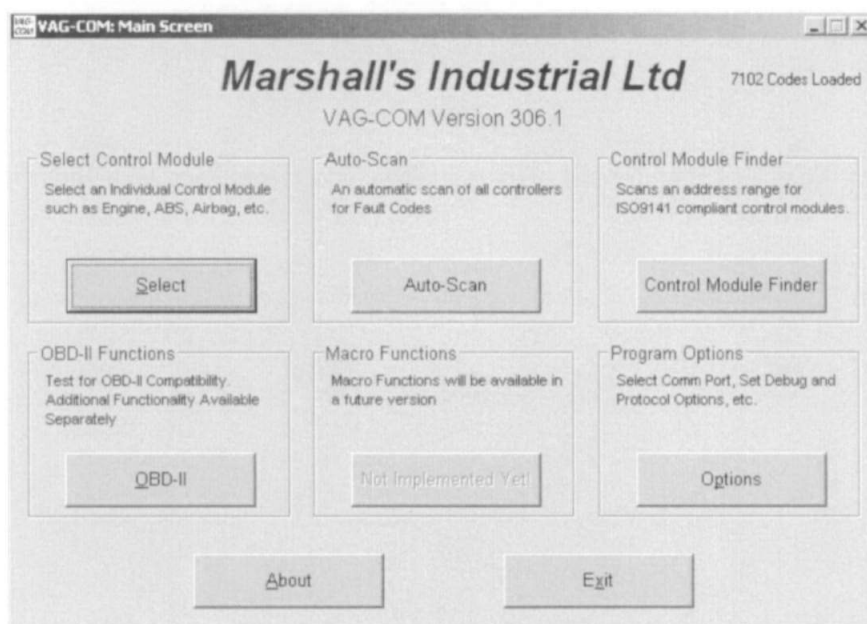 VAG-COM
VAG-COM: Main Screen
Marshall's Industrial Ltd
7102 Codes Loaded
VAG-COM Version 306.1
Select Control Module
Select an Individual Control Module
such as Engine, ABS, Airbag, etc.
Select
Auto-Scan
An automatic scan of all controllers
for Fault Codes
Auto-Scan
Control Module Finder
Scans an address range for
ISO9141 compliant control modules.
Control Module Finder
OBD-II Functions
Test for OBD-II Compatibility.
Additional Functionality Available
Separately
OBD-II
Macro Functions
Macro Functions will be available in
a future version
Not Implemented Yet!
Program Options
Select Comm Port, Set Debug and
Protocol Options, etc.
Options
About
Exit